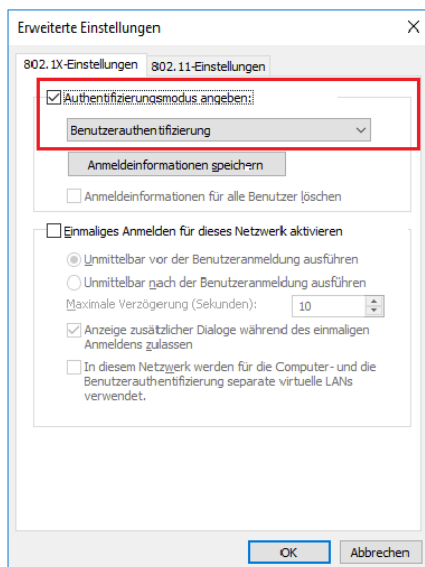 Erweiterte Einstellungen
802.1X-Einstellungen 802.11-Einstellungen
Authentifizierungsmodus angeben:
Benutzerauthentifizierung
Anmeldeinformationen speichern
Anmeldeinformationen für alle Benutzer löschen
Einmaliges Anmelden für dieses Netzwerk aktivieren
Unmittelbar vor der Benutzeranmeldung ausführen
Unmittelbar nach der Benutzeranmeldung ausführen
Maximale Verzögerung (Sekunden): 10
Anzeige zusätzlicher Dialoge während des einmaligen
Anmeldens zulassen
In diesem Netzwerk werden für die Computer- und die
Benutzerauthentifizierung separate virtuelle LANs
verwendet.
OK Abbrechen